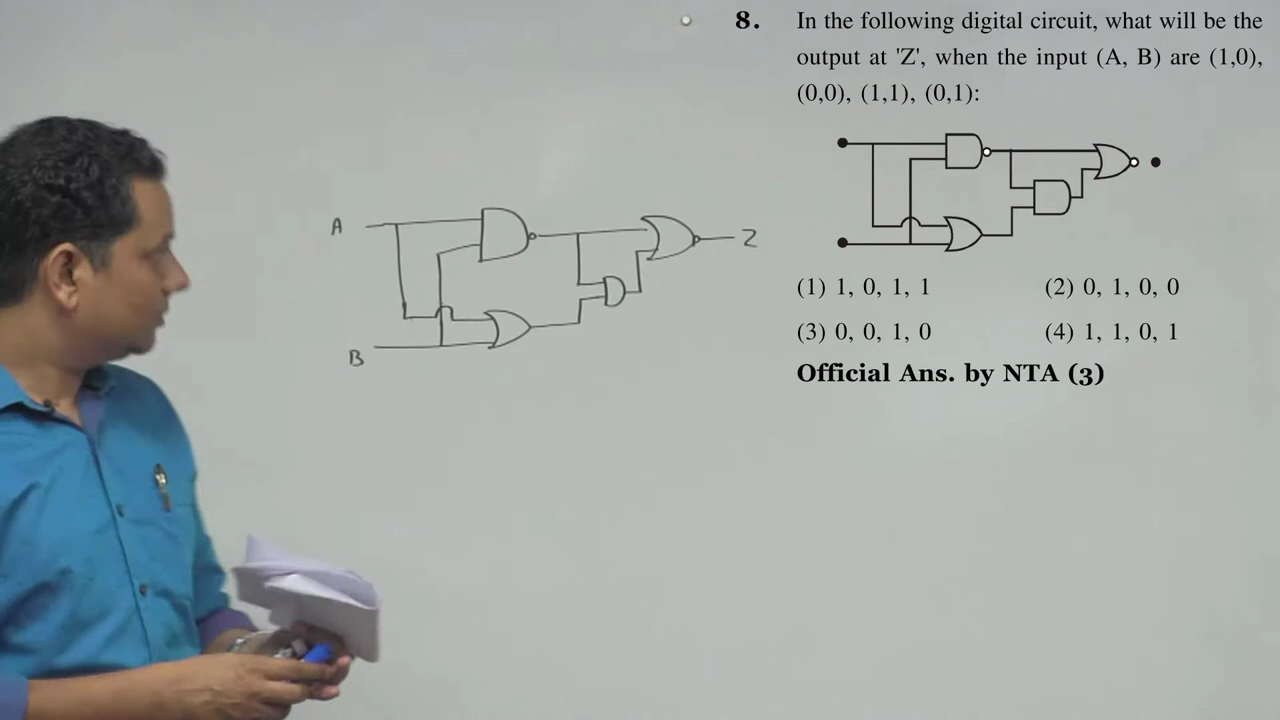 8. In the following digital circuit, what will be the
output at 'Z', when the input (A, B) are (1,0),
(0,0), (1,1), (0,1):
A
Z
B
(1) 1, 0, 1, 1 (2) 0, 1, 0, 0
(3) 0, 0, 1, 0 (4) 1, 1, 0, 1
Official Ans. by NTA (3)